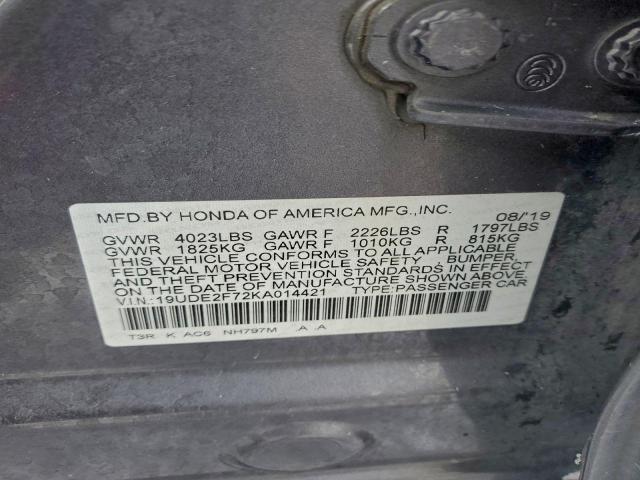 MFD.BY HONDA OF AMERICA MFG.,INC. 08/'19
GVWR 4023LBS GAWR F 2226LBS R 1797LBS
GVWR 1825KG GAWR F 1010KG R 815KG
THIS VEHICLE CONFORMS TO ALL APPLICABLE
FEDERAL MOTOR VEHICLE SAFETY , BUMPER,
AND THEFT PREVENTION STANDARDS IN EFFECT
ON THE DATE OF MANUFACTURE SHOWN ABOVE
V.I.N.: 19UDE2F72KA014421 TYPE:PASSENGER CAR
T3R K AC6 NH797M .A .A